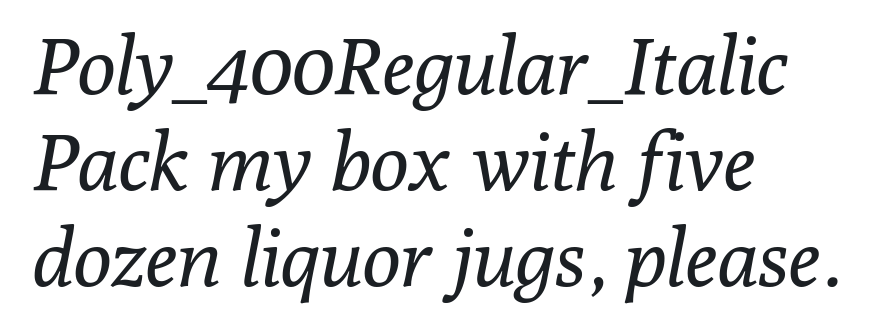 Poly_400Regular_Italic
Pack my box with five
dozen liquor jugs, please.